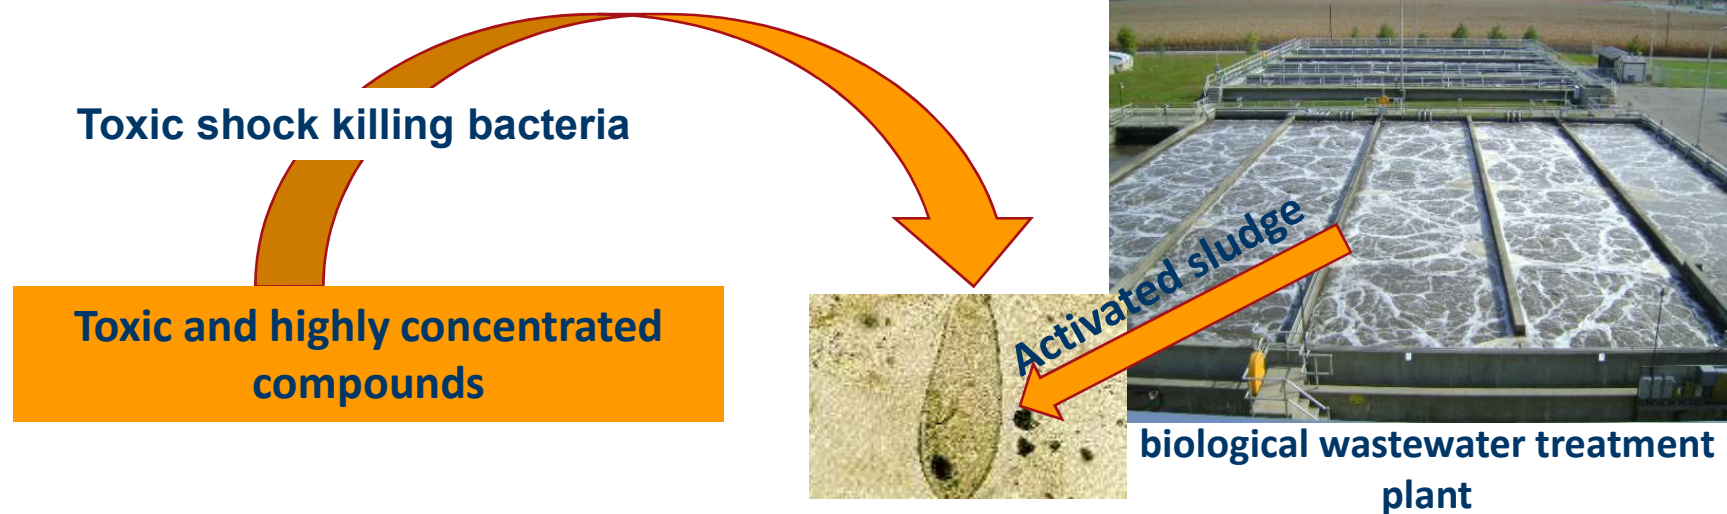 Toxic shock killing bacteria
Toxic and highly concentrated
compounds
Activated sludge
biological wastewater treatment
plant